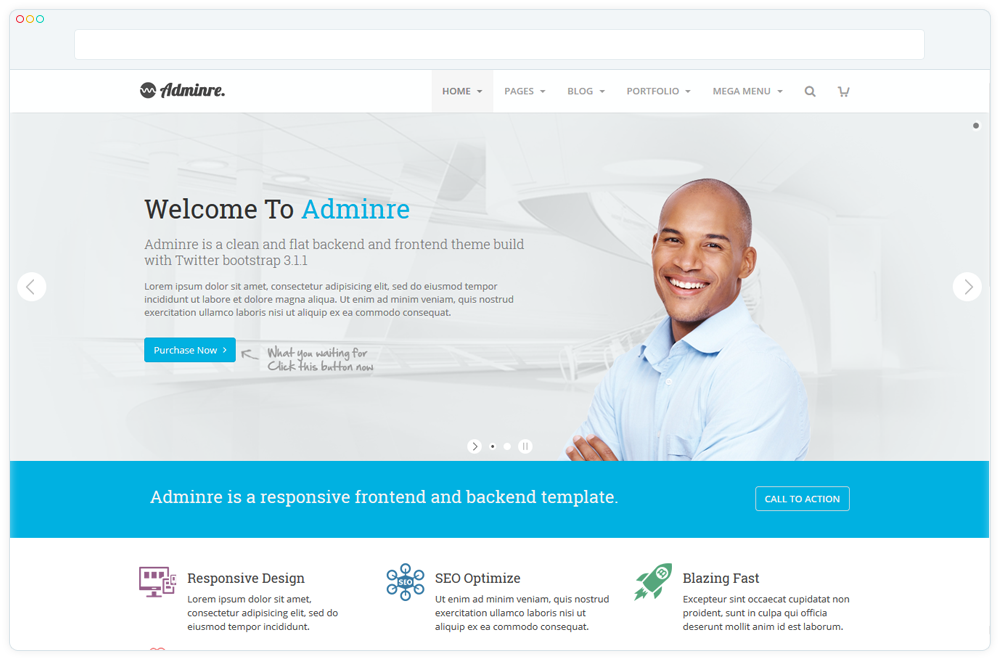 Adminre.
HOME
PAGES
BLOG
PORTFOLIO
MEGA MENU
Welcome To Adminre
Adminre is a clean and flat backend and frontend theme build
with Twitter bootstrap 3.1.1
Lorem ipsum dolor sit amet, consectetur adipisicing elit, sed do eiusmod tempor
incididunt ut labore et dolore magna aliqua. Ut enim ad minim veniam, quis nostrud
exercitation ullamco laboris nisi ut aliquip ex ea commodo consequat.
Purchase Now
What you waiting for
Click this button now
Adminre is a responsive frontend and backend template.
CALL TO ACTION
Responsive Design
Lorem ipsum dolor sit amet,
consectetur adipisicing elit, sed do
eiusmod tempor incididunt.
SEO
SEO Optimize
Ut enim ad minim veniam, quis nostrud
exercitation ullamco laboris nisi ut
aliquip ex ea commodo consequat.
Blazing Fast
Excepteur sint occaecat cupidatat non
proident, sunt in culpa qui officia
deserunt mollit anim id est laborum.